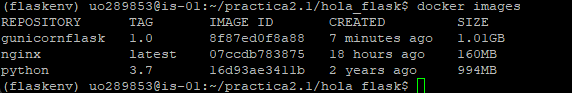 (flaskenv) uo289853@is-01:~/practica2.1/hola_flask$ docker images
REPOSITORY TAG IMAGE ID CREATED SIZE
gunicornflask 1.0 8f87ed0f8a88 7 minutes ago 1.01GB
nginx latest 07ccdb783875 18 hours ago 160MB
python 3.7 16d93ae3411b 2 years ago 994MB
(flaskenv) uo289853@is-01:~/practica2.1/hola_flask$